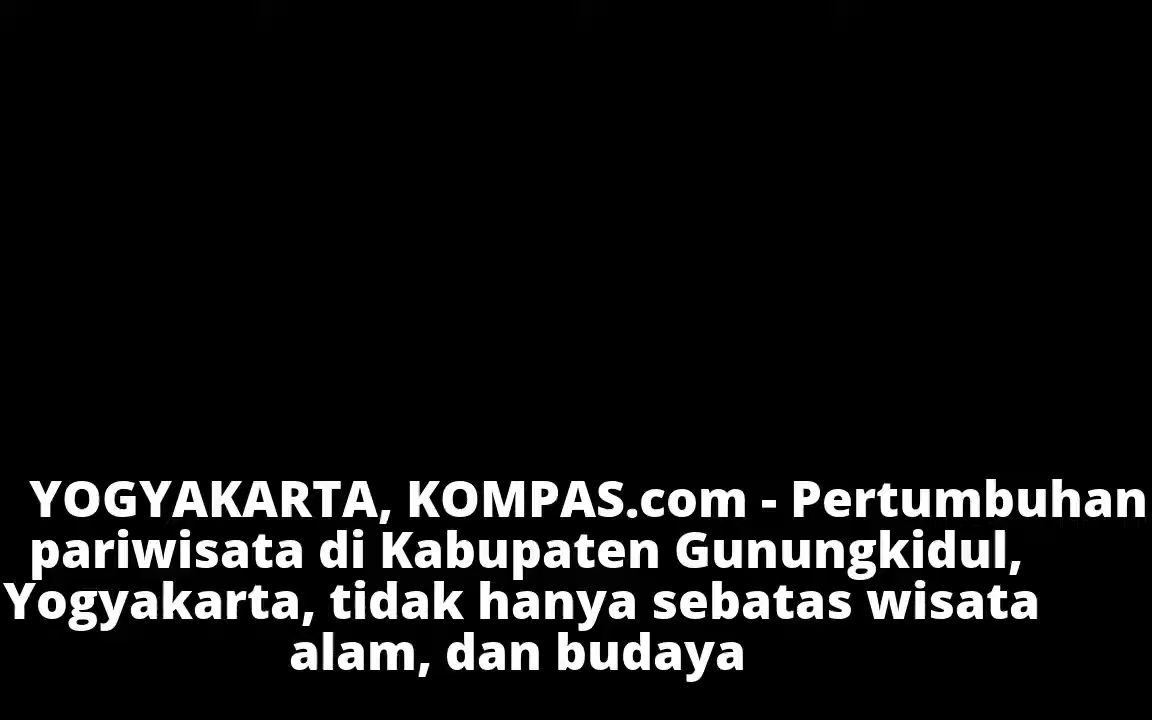 YOGYAKARTA, KOMPAS.com - Pertumbuhan
pariwisata di Kabupaten Gunungkidul,
Yogyakarta, tidak hanya sebatas wisata
alam, dan budaya